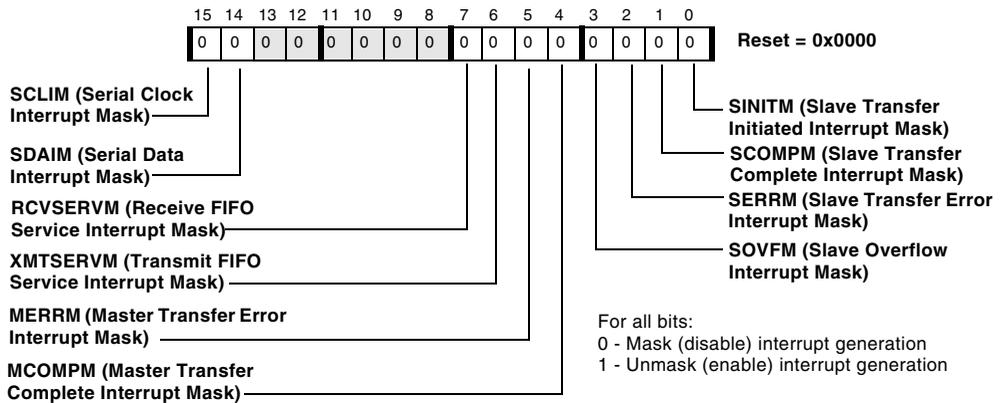 15 14 13 12 11 10 9 8 7 6 5 4 3 2 1 0
0 0 0 0 0 0 0 0 0 0 0 0 0 0 0 0
Reset = 0x0000
SCLIM (Serial Clock
Interrupt Mask)
SDAIM (Serial Data
Interrupt Mask)
RCVSERVM (Receive FIFO
Service Interrupt Mask)
XMTSERVM (Transmit FIFO
Service Interrupt Mask)
MERRM (Master Transfer Error
Interrupt Mask)
MCOMPM (Master Transfer
Complete Interrupt Mask)
SINITM (Slave Transfer
Initiated Interrupt Mask)
SCOMPM (Slave Transfer
Complete Interrupt Mask)
SERRM (Slave Transfer Error
Interrupt Mask)
SOVFM (Slave Overflow
Interrupt Mask)
For all bits:
0 - Mask (disable) interrupt generation
1 - Unmask (enable) interrupt generation